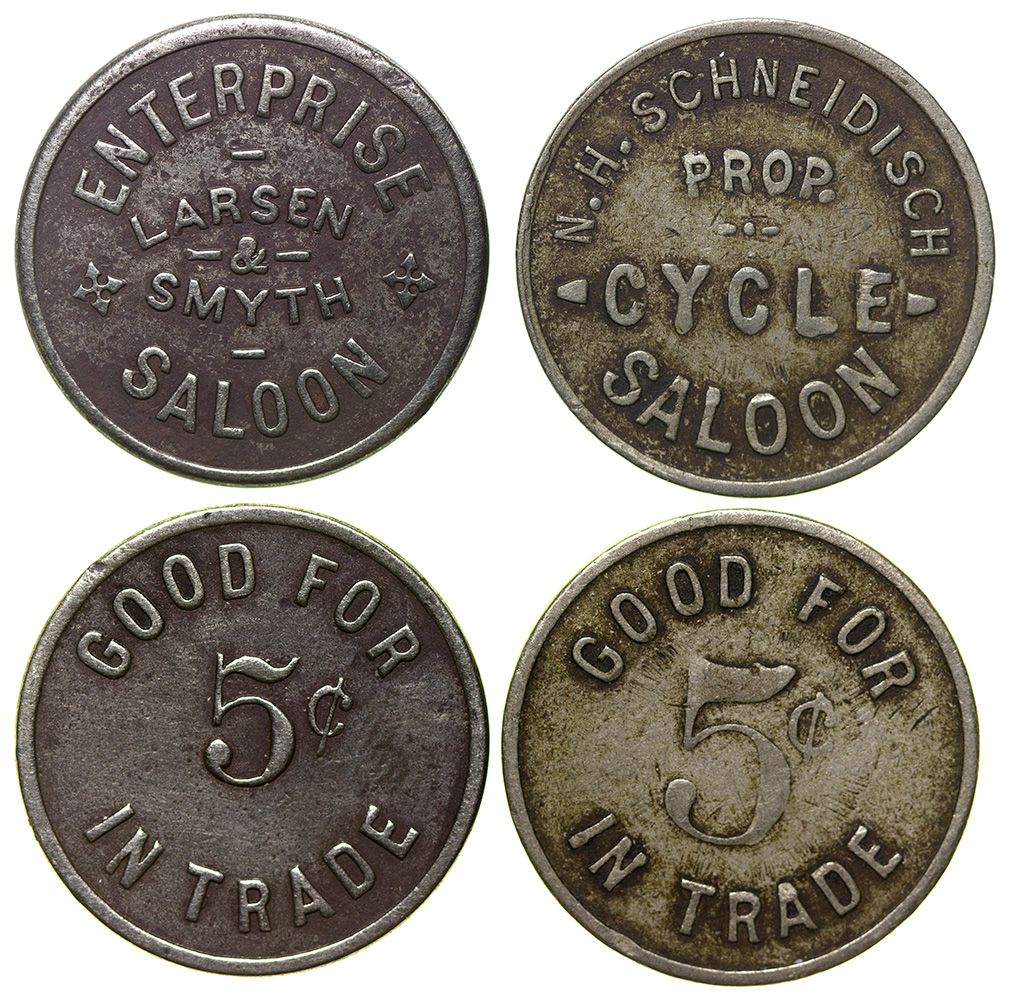 ENTERPRISE
LARSEN
&
SMYTH
SALOON
N. H. SCHNEIDISCH
PROP.
CYCLE
SALOON
GOOD FOR
5¢
IN TRADE
GOOD FOR
5¢
IN TRADE